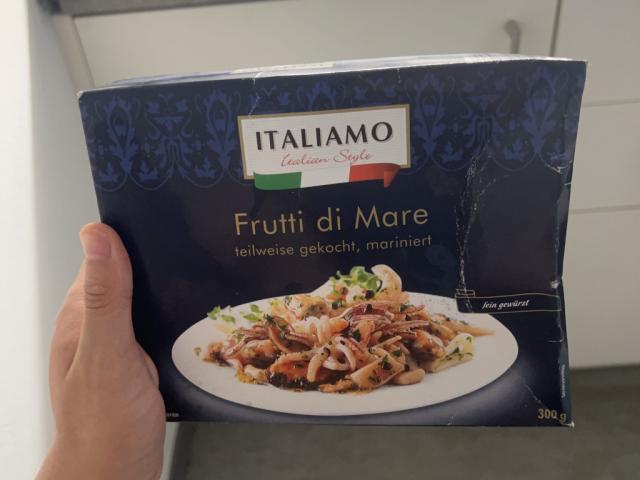 ITALIAMO
Italian Style
Frutti di Mare
teilweise gekocht, mariniert
fein gewürzt
300 g